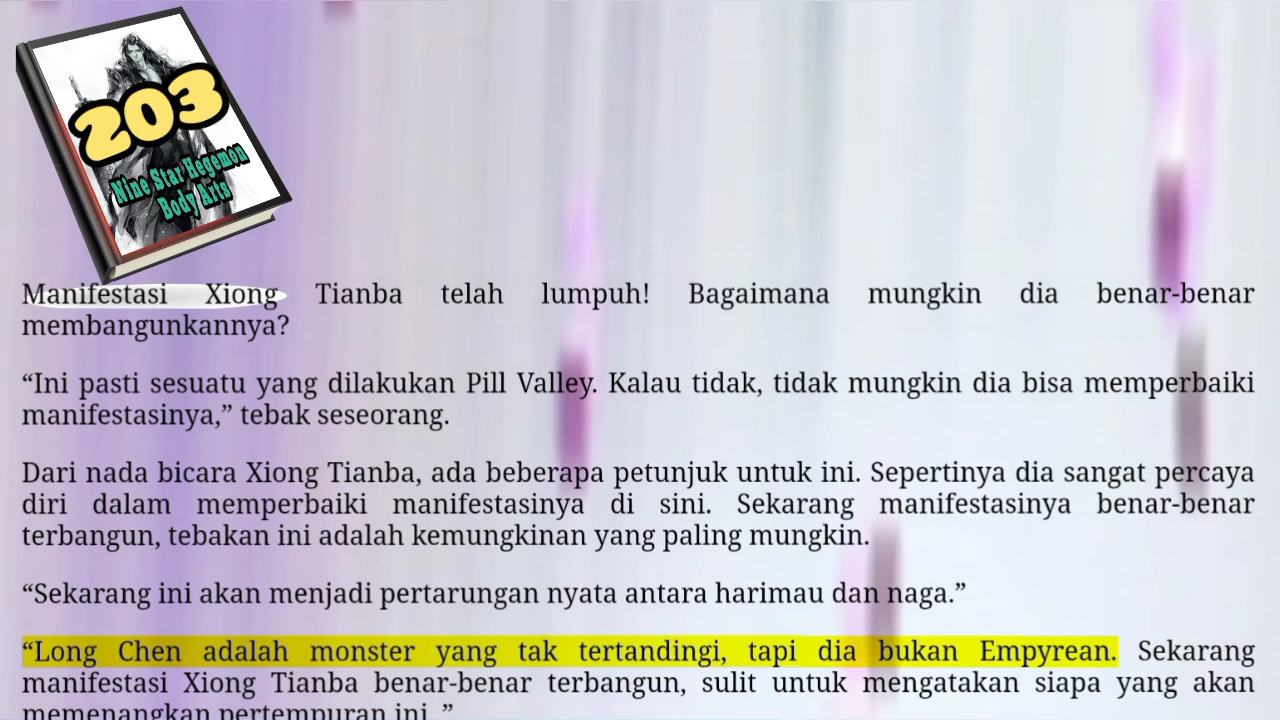 203
Nine Star Hegemon
Body Arts
Manifestasi Xiong Tianba telah lumpuh! Bagaimana mungkin dia benar-benar
membangunkannya?
“Ini pasti sesuatu yang dilakukan Pill Valley. Kalau tidak, tidak mungkin dia bisa memperbaiki
manifestasinya,” tebak seseorang.
Dari nada bicara Xiong Tianba, ada beberapa petunjuk untuk ini. Sepertinya dia sangat percaya
diri dalam memperbaiki manifestasinya di sini. Sekarang manifestasinya benar-benar
terbangun, tebakan ini adalah kemungkinan yang paling mungkin.
“Sekarang ini akan menjadi pertarungan nyata antara harimau dan naga.”
“Long Chen adalah monster yang tak tertandingi, tapi dia bukan Empyrean. Sekarang
manifestasi Xiong Tianba benar-benar terbangun, sulit untuk mengatakan siapa yang akan
memenangkan pertempuran ini. ”